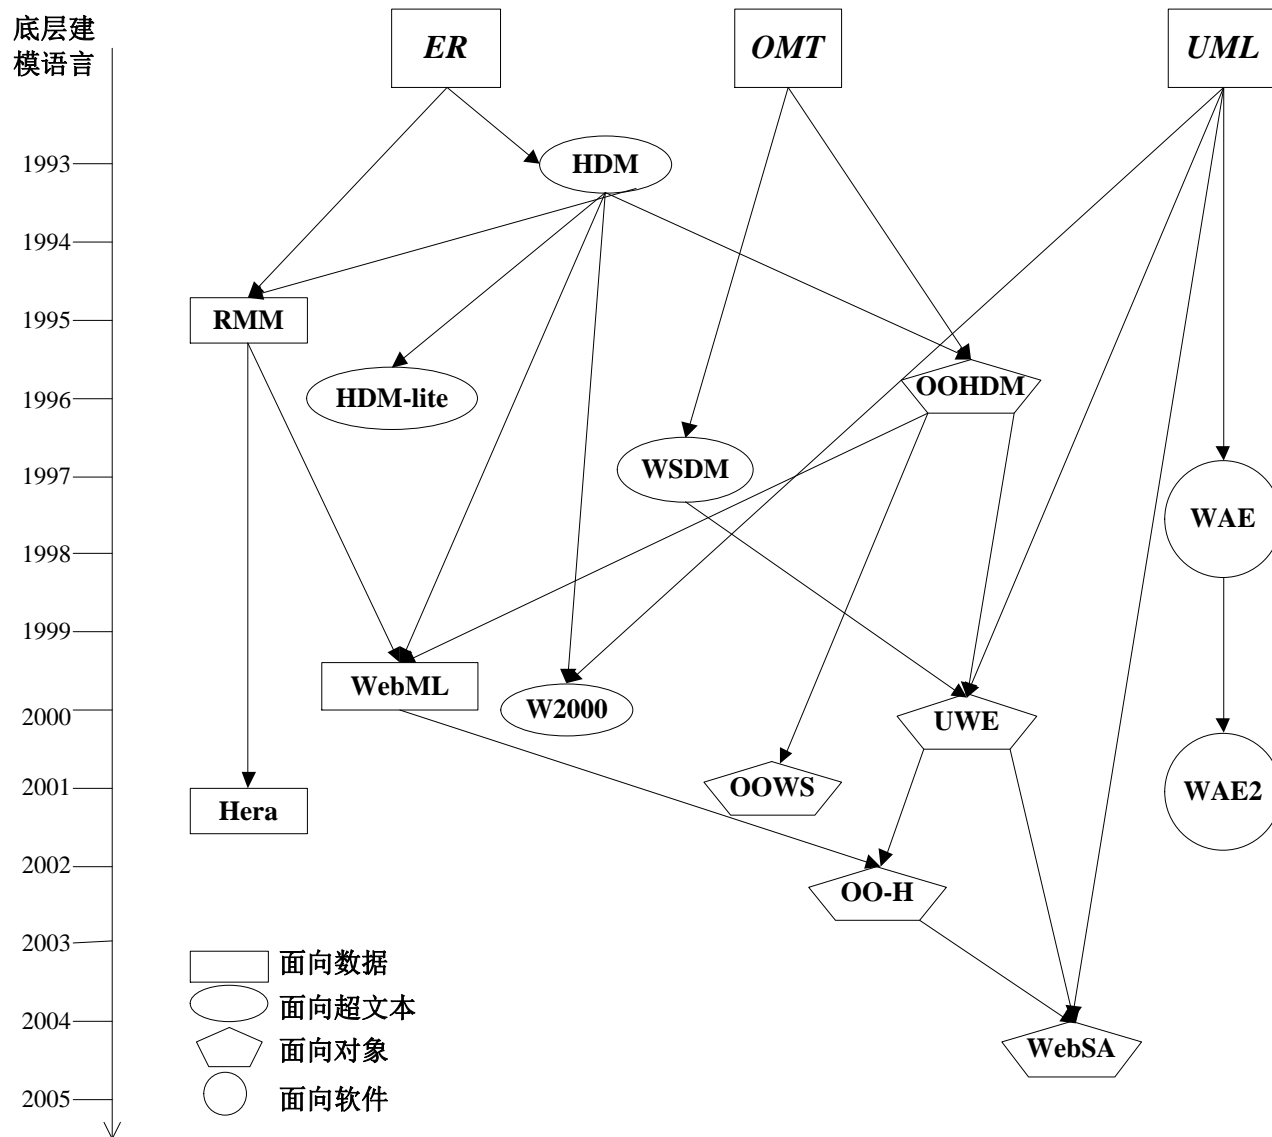 底层建
模语言
ER
OMT
UML
1993
HDM
1994
RMM
1995
OOHDM
HDM-lite
1996
WSDM
1997
WAE
1998
1999
WebML
W2000
2000
UWE
OOWS
2001
WAE2
Hera
2002
OO-H
2003
面向数据
面向超文本
2004
面向对象
WebSA
面向软件
2005